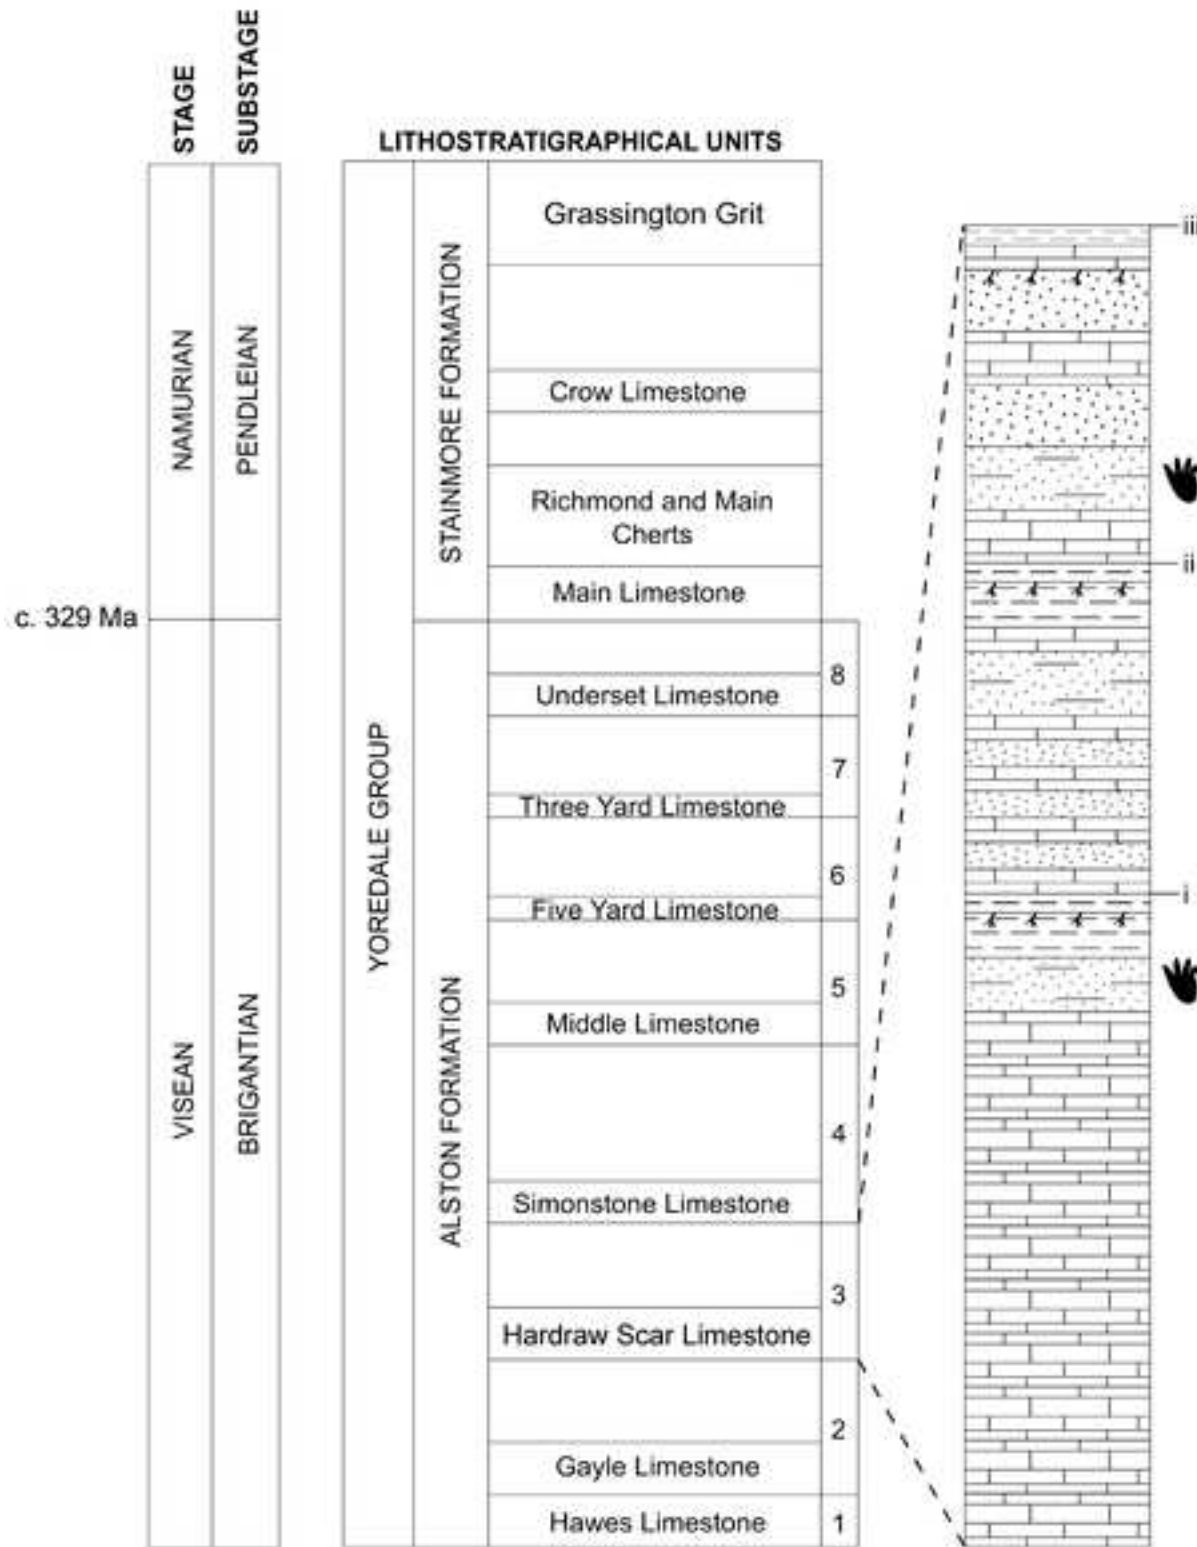 STAGE
SUBSTAGE
LITHOSTRATIGRAPHICAL UNITS
c. 329 Ma
NAMURIAN
VISEAN
PENDLEIAN
BRIGANTIAN
YOREDALE GROUP
STAINMORE FORMATION
ALSTON FORMATION
Grassington Grit
Crow Limestone
Richmond and Main
Cherts
Main Limestone
8
Underset Limestone
7
Three Yard Limestone
6
Five Yard Limestone
5
Middle Limestone
4
Simonstone Limestone
3
Hardraw Scar Limestone
2
Gayle Limestone
Hawes Limestone 1
iii
ii
i